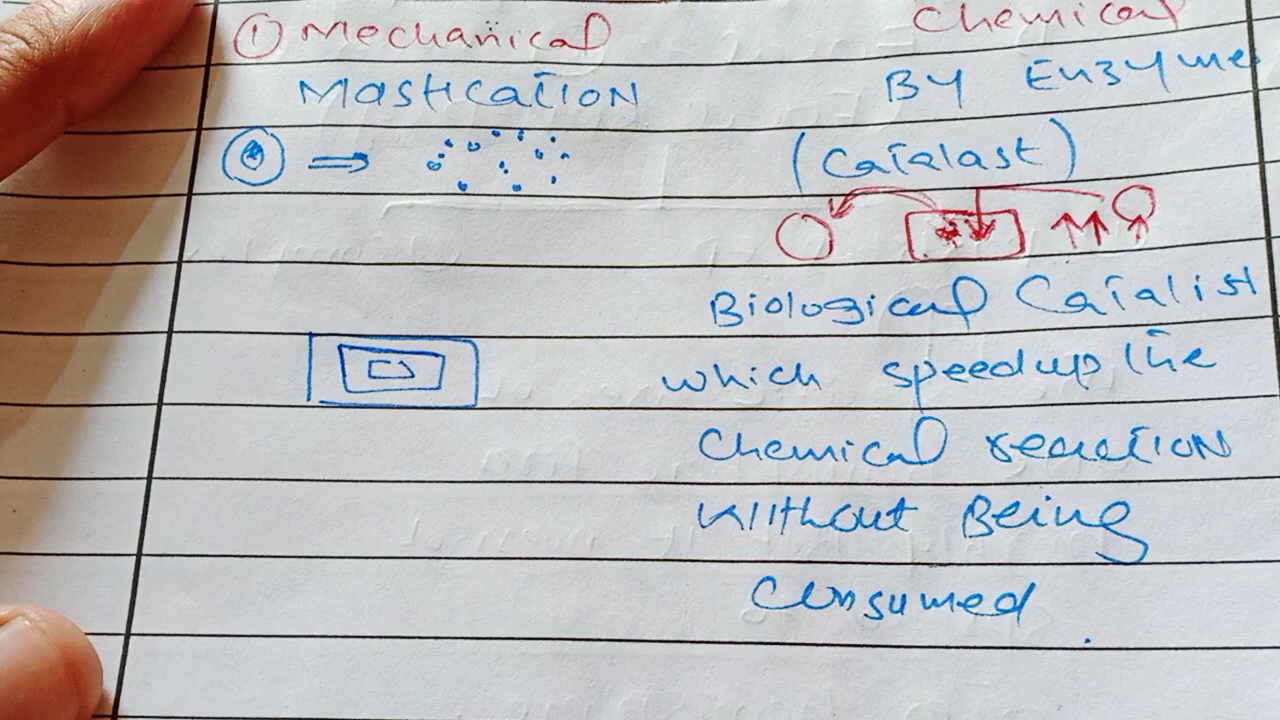 ① Mechanical Chemical
Mastication By Enzyme
(Catalast)
Biological Catalist
which speedup the
Chemical reaction
Without Being
Consumed.